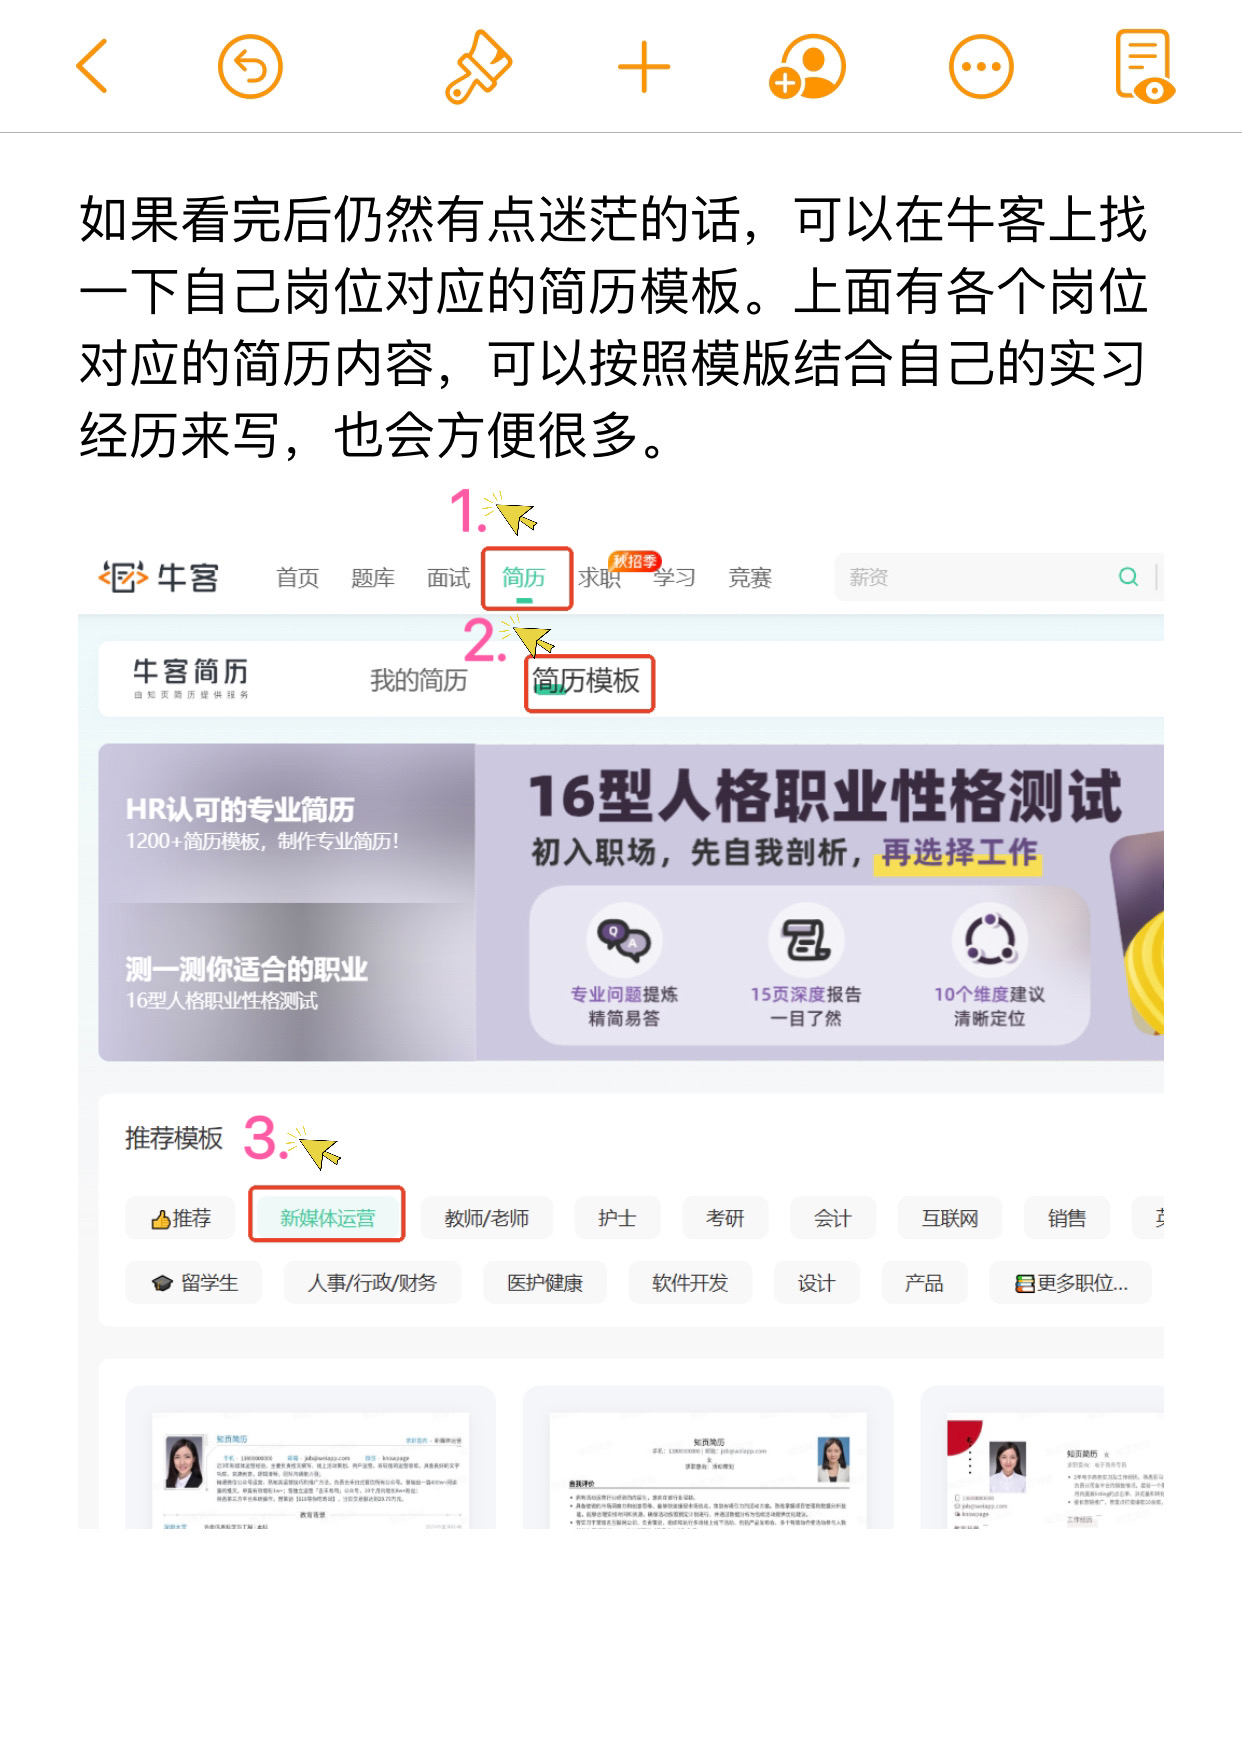 如果看完后仍然有点迷茫的话，可以在牛客上找
一下自己岗位对应的简历模板。上面有各个岗位
对应的简历内容，可以按照模版结合自己的实习
经历来写，也会方便很多。
1.
牛客 首页 题库 面试 简历 求职 秋招季 学习 竞赛 薪资
2.
牛客简历 我的简历 简历模板
由知页简历提供服务
HR认可的专业简历
1200+简历模板，制作专业简历！
16型人格职业性格测试
初入职场，先自我剖析，再选择工作
测一测你适合的职业
16型人格职业性格测试
Q A
专业问题提炼 15页深度报告 10个维度建议
精简易答 一目了然 清晰定位
推荐模板 3.
推荐 新媒体运营 教师/老师 护士 考研 会计 互联网 销售
留学生 人事/行政/财务 医护健康 软件开发 设计 产品 更多职位...
知页简历
知页简历
知页简历
自我评价
教育背景